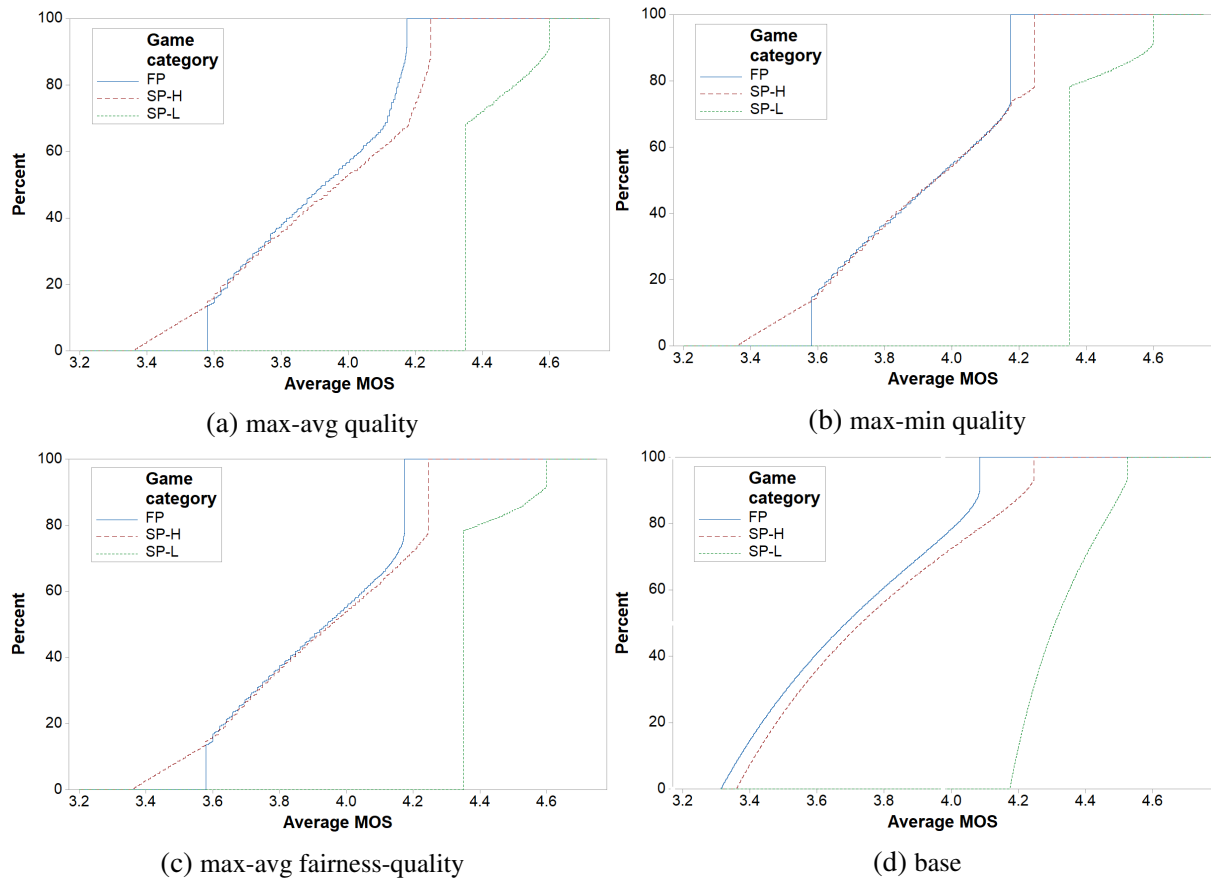 100
80
60
40
20
0
Percent
Game
category
FP
SP-H
SP-L
3.2 3.4 3.6 3.8 4.0 4.2 4.4 4.6
Average MOS
(a) max-avg quality
100
80
60
40
20
0
Percent
Game
category
FP
SP-H
SP-L
3.2 3.4 3.6 3.8 4.0 4.2 4.4 4.6
Average MOS
(b) max-min quality
100
80
60
40
20
0
Percent
Game
category
FP
SP-H
SP-L
3.2 3.4 3.6 3.8 4.0 4.2 4.4 4.6
Average MOS
(c) max-avg fairness-quality
100
80
60
40
20
0
Percent
Game
category
FP
SP-H
SP-L
3.2 3.4 3.6 3.8 4.0 4.2 4.4 4.6
Average MOS
(d) base